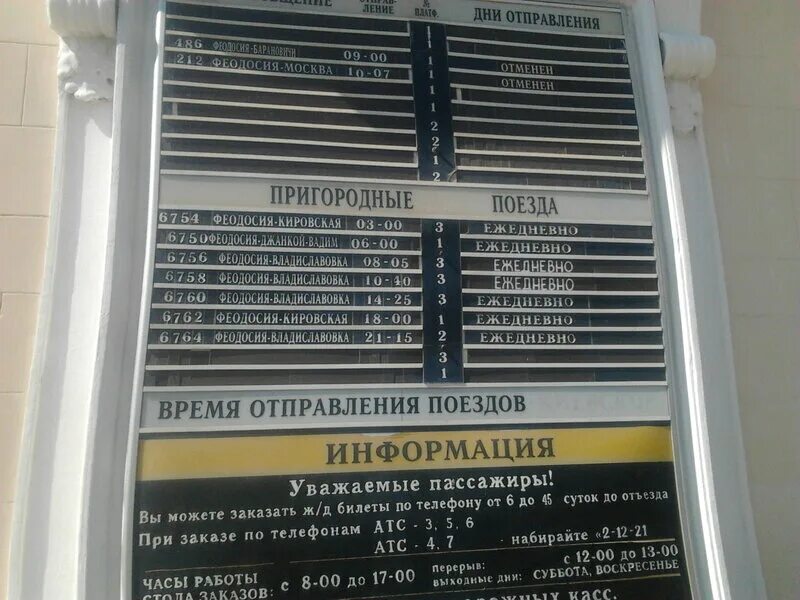 ЛЕНИЕ ПЛАТФ. ДНИ ОТПРАВЛЕНИЯ
1
1
486 ФЕОДОСИЯ-БАРАНОВИЧИ 09-00 1 ОТМЕНЕН
212 ФЕОДОСИЯ-МОСКВА 10-07 1 ОТМЕНЕН
1
1
2
2
1
2
ПРИГОРОДНЫЕ ПОЕЗДА
6754 ФЕОДОСИЯ-КИРОВСКАЯ 03-00 3 ЕЖЕДНЕВНО
6750 ФЕОДОСИЯ-ДЖАНКОЙ-ВАДИМ 06-00 1 ЕЖЕДНЕВНО
6756 ФЕОДОСИЯ-ВЛАДИСЛАВОВКА 08-05 3 ЕЖЕДНЕВНО
6758 ФЕОДОСИЯ-ВЛАДИСЛАВОВКА 10-40 3 ЕЖЕДНЕВНО
6760 ФЕОДОСИЯ-ВЛАДИСЛАВОВКА 14-25 3 ЕЖЕДНЕВНО
6762 ФЕОДОСИЯ-КИРОВСКАЯ 18-00 1 ЕЖЕДНЕВНО
6764 ФЕОДОСИЯ-ВЛАДИСЛАВОВКА 21-15 2 ЕЖЕДНЕВНО
3
1
ВРЕМЯ ОТПРАВЛЕНИЯ ПОЕЗДОВ
ИНФОРМАЦИЯ
Уважаемые пассажиры!
Вы можете заказать ж/д билеты по телефону от 6 до 45 суток до отъезда
При заказе по телефонам АТС - 3, 5, 6
АТС - 4, 7 - набирайте «2-12-21
ЧАСЫ РАБОТЫ
СТОЛА ЗАКАЗОВ: с 8-00 до 17-00 перерыв: с 12-00 до 13-00
выходные дни: СУББОТА, ВОСКРЕСЕНЬЕ
касс.